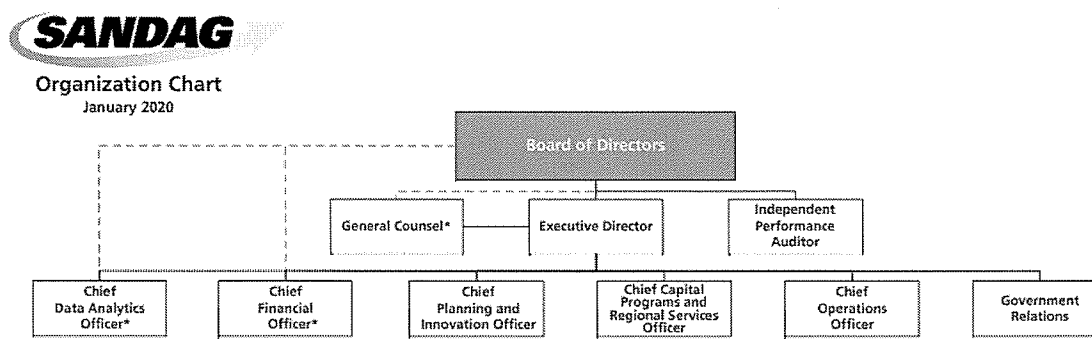 SANDAG
Organization Chart
January 2020
Board of Directors
General Counsel*
Executive Director
Independent
Performance
Auditor
Chief
Data Analytics
Officer*
Chief
Financial
Officer*
Chief
Planning and
Innovation Officer
Chief Capital
Programs and
Regional Services
Officer
Chief
Operations
Officer
Government
Relations